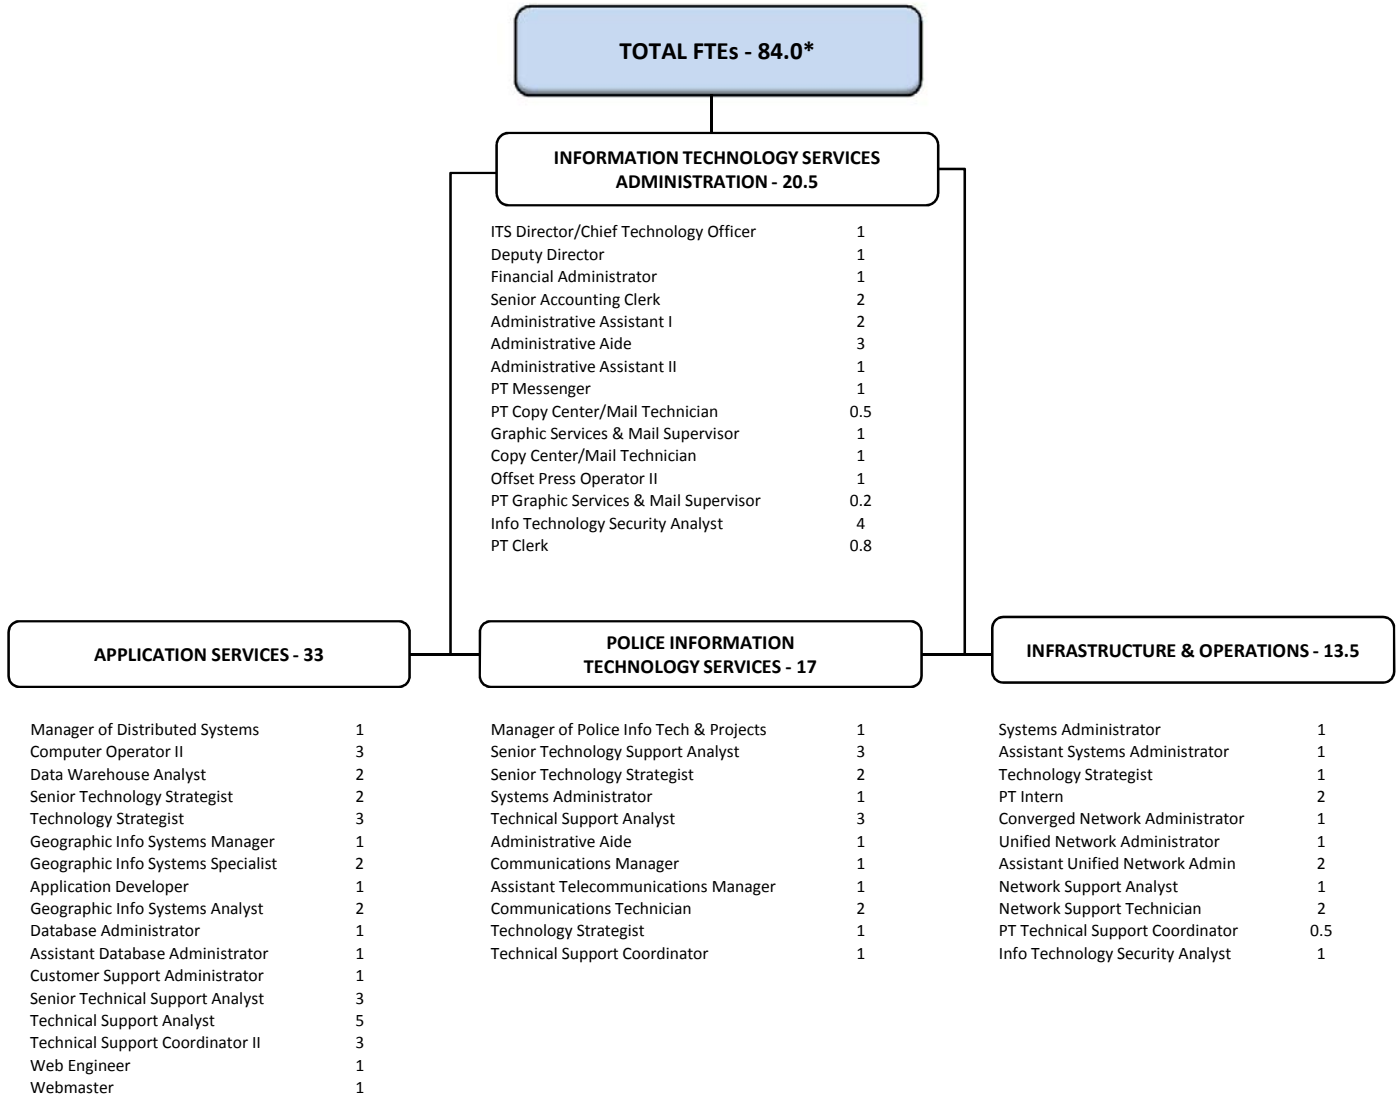 TOTAL FTEs - 84.0*
INFORMATION TECHNOLOGY SERVICES
ADMINISTRATION - 20.5
ITS Director/Chief Technology Officer 1
Deputy Director 1
Financial Administrator 1
Senior Accounting Clerk 2
Administrative Assistant I 2
Administrative Aide 3
Administrative Assistant II 1
PT Messenger 1
PT Copy Center/Mail Technician 0.5
Graphic Services & Mail Supervisor 1
Copy Center/Mail Technician 1
Offset Press Operator II 1
PT Graphic Services & Mail Supervisor 0.2
Info Technology Security Analyst 4
PT Clerk 0.8
APPLICATION SERVICES - 33
Manager of Distributed Systems 1
Computer Operator II 3
Data Warehouse Analyst 2
Senior Technology Strategist 2
Technology Strategist 3
Geographic Info Systems Manager 1
Geographic Info Systems Specialist 2
Application Developer 1
Geographic Info Systems Analyst 2
Database Administrator 1
Assistant Database Administrator 1
Customer Support Administrator 1
Senior Technical Support Analyst 3
Technical Support Analyst 5
Technical Support Coordinator II 3
Web Engineer 1
Webmaster 1
POLICE INFORMATION
TECHNOLOGY SERVICES - 17
Manager of Police Info Tech & Projects 1
Senior Technology Support Analyst 3
Senior Technology Strategist 2
Systems Administrator 1
Technical Support Analyst 3
Administrative Aide 1
Communications Manager 1
Assistant Telecommunications Manager 1
Communications Technician 2
Technology Strategist 1
Technical Support Coordinator 1
INFRASTRUCTURE & OPERATIONS - 13.5
Systems Administrator 1
Assistant Systems Administrator 1
Technology Strategist 1
PT Intern 2
Converged Network Administrator 1
Unified Network Administrator 1
Assistant Unified Network Admin 2
Network Support Analyst 1
Network Support Technician 2
PT Technical Support Coordinator 0.5
Info Technology Security Analyst 1